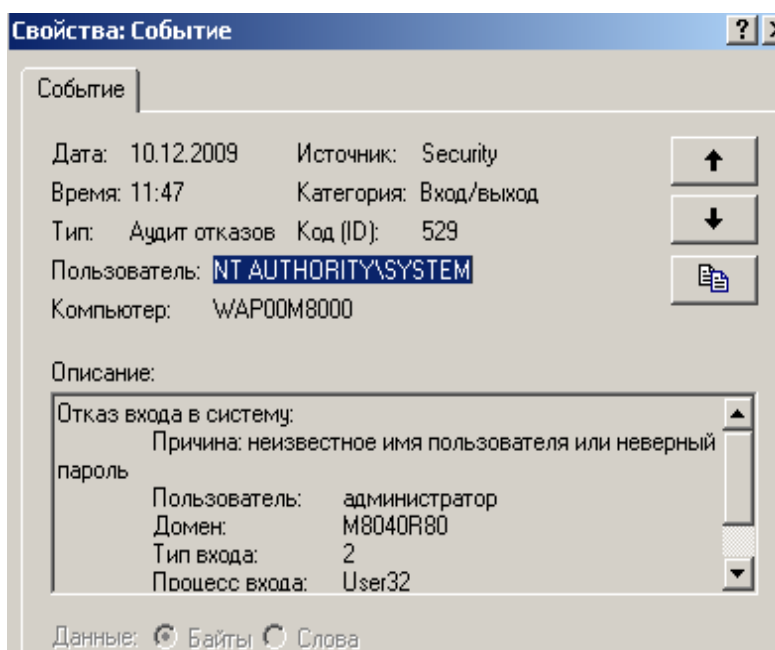 Свойства: Событие
Событие
Дата: 10.12.2009 Источник: Security
Время: 11:47 Категория: Вход/выход
Тип: Аудит отказов Код (ID): 529
Пользователь: NT AUTHORITY\SYSTEM
Компьютер: WAP00M8000
Описание:
Отказ входа в систему:
Причина: неизвестное имя пользователя или неверный
пароль
Пользователь: администратор
Домен: M8040R80
Тип входа: 2
Процесс входа: User32
Данные: Байты Слова